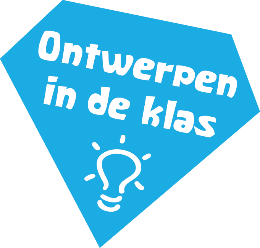 Ontwerpen
in de klas